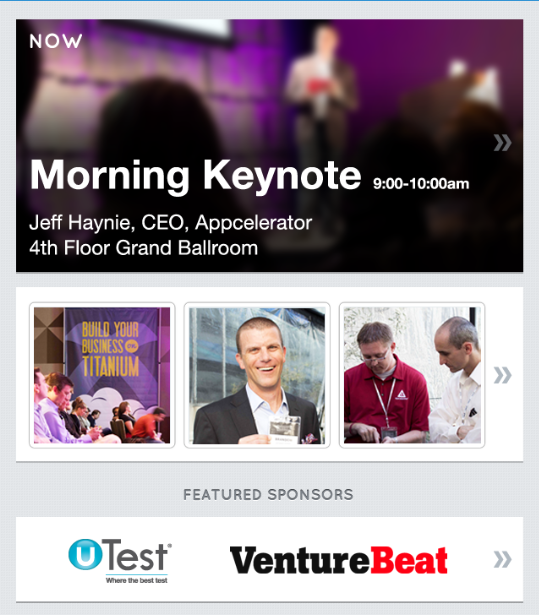 NOW
Morning Keynote 9:00-10:00am
Jeff Haynie, CEO, Appcelerator
4th Floor Grand Ballroom
BUILD YOUR
BUSINESS ON
TITANIUM
FEATURED SPONSORS
uTest
Where the best test
VentureBeat